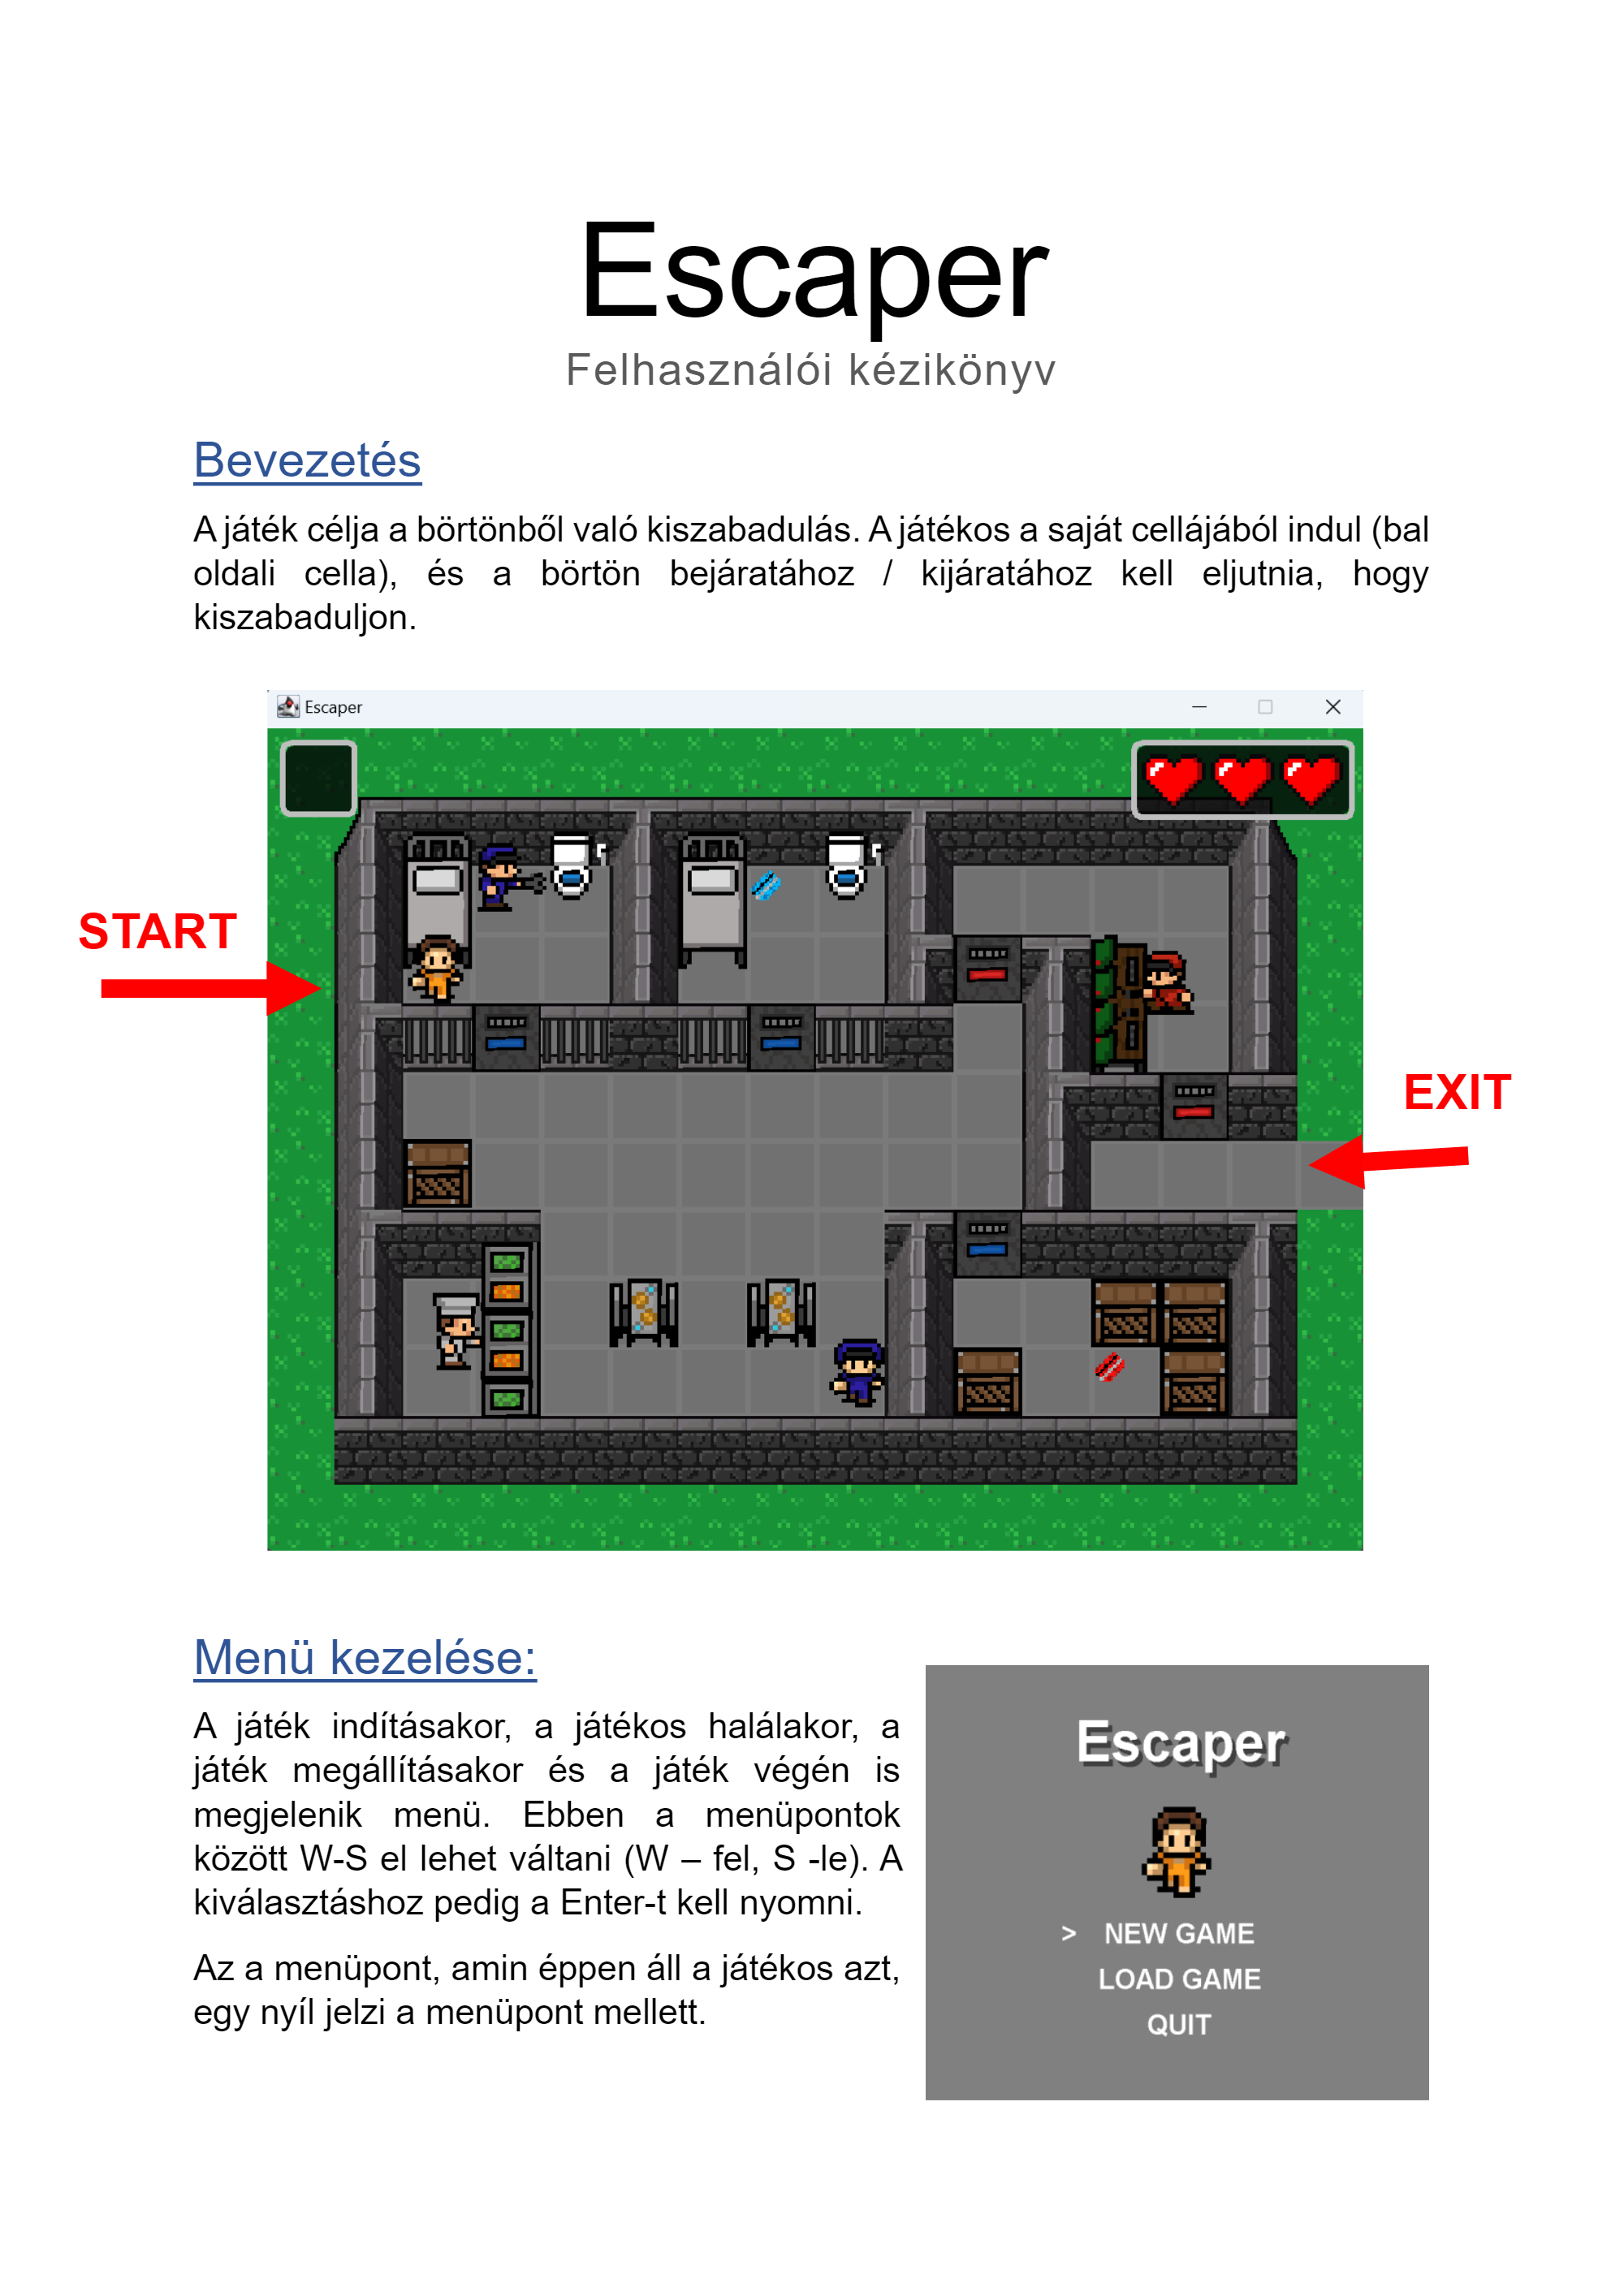 Escaper
Felhasználói kézikönyv
Bevezetés
A játék célja a börtönből való kiszabadulás. A játékos a saját cellájából indul (bal
oldali cella), és a börtön bejáratához / kijáratához kell eljutnia, hogy
kiszabaduljon.
Escaper
START
EXIT
Menü kezelése:
A játék indításakor, a játékos halálakor, a
játék megállításakor és a játék végén is
megjelenik menü. Ebben a menüpontok
között W-S el lehet váltani (W – fel, S -le). A
kiválasztáshoz pedig a Enter-t kell nyomni.
Az a menüpont, amin éppen áll a játékos azt,
egy nyíl jelzi a menüpont mellett.
Escaper
> NEW GAME
LOAD GAME
QUIT